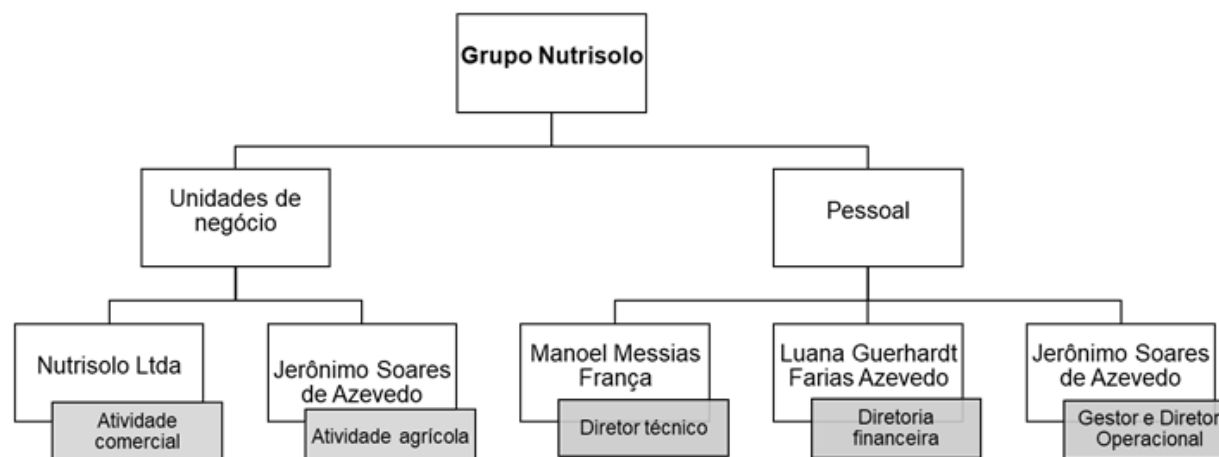 Grupo Nutrisolo
Unidades de
negócio
Pessoal
Nutrisolo Ltda
Atividade
comercial
Jerônimo Soares
de Azevedo
Atividade agrícola
Manoel Messias
França
Diretor técnico
Luana Guerhardt
Farias Azevedo
Diretoria
financeira
Jerônimo Soares
de Azevedo
Gestor e Diretor
Operacional